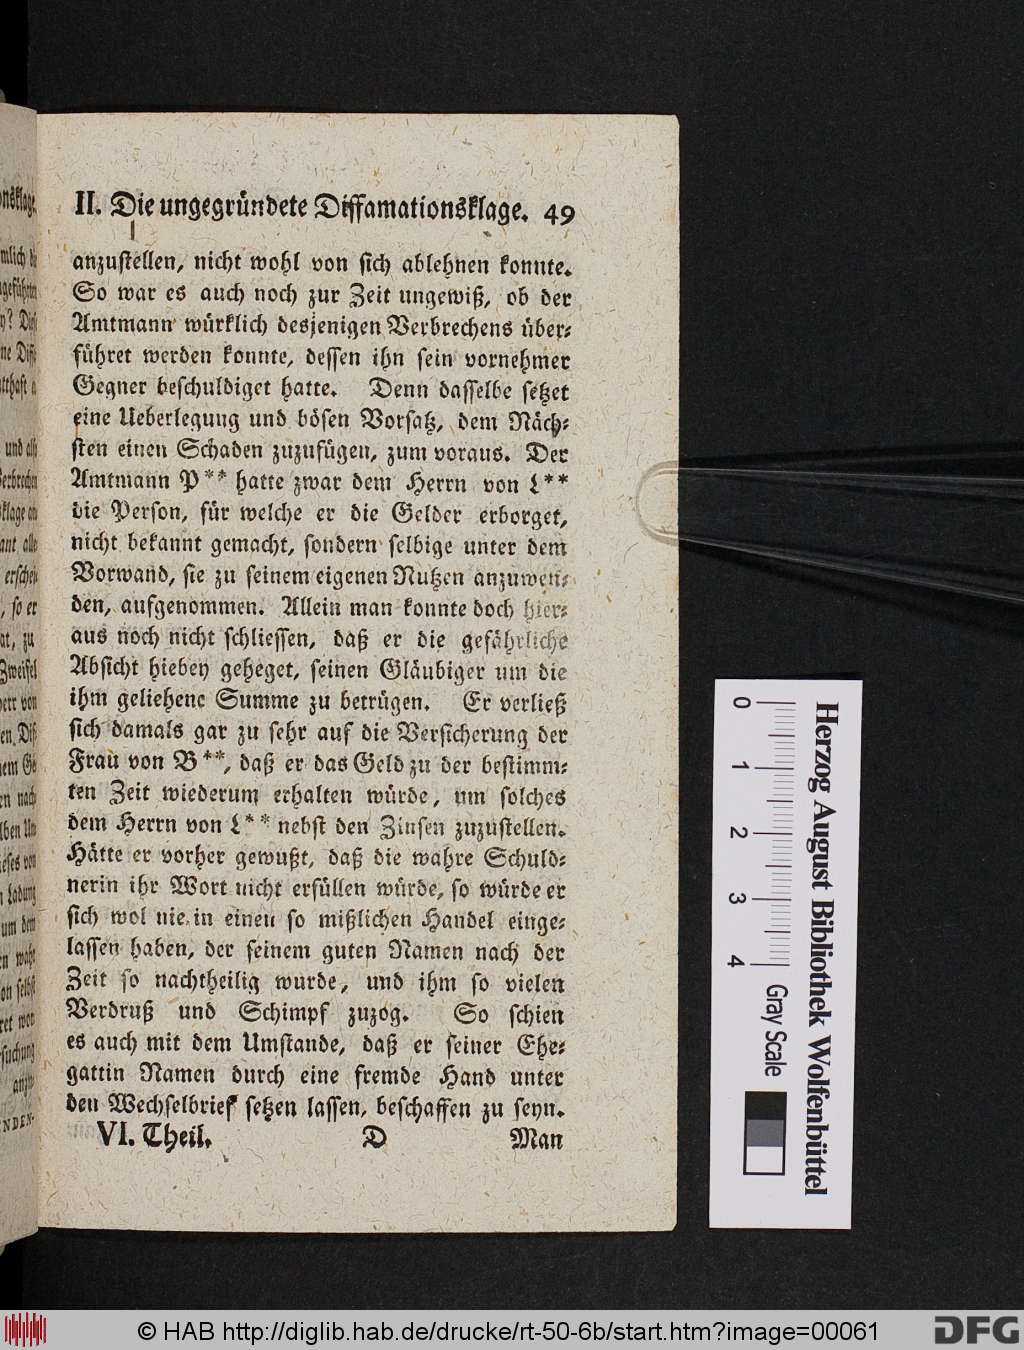 II. Die ungegründete Diffamationsklage. 49
anzustellen, nicht wohl von sich ablehnen konnte.
So war es auch noch zur Zeit ungewiß, ob der
Amtmann würklich desjenigen Verbrechens über-
führet werden konnte, dessen ihn sein vornehmer
Gegner beschuldiget hatte. Denn dasselbe setzet
eine Ueberlegung und bösen Vorsatz, dem Näch-
sten einen Schaden zuzufügen, zum voraus. Der
Amtmann P** hatte zwar dem Herrn von L**
die Person, für welche er die Gelder erborget,
nicht bekannt gemacht, sondern selbige unter dem
Vorwand, sie zu seinem eigenen Nutzen anzuwen-
den, aufgenommen. Allein man konnte doch hier-
aus noch nicht schliessen, daß er die gefährliche
Absicht hiebey geheget, seinen Gläubiger um die
ihm geliehene Summe zu betrügen. Er verließ
sich damals gar zu sehr auf die Versicherung der
Frau von B**, daß er das Geld zu der bestimm-
ten Zeit wiederum erhalten würde, um solches
dem Herrn von L** nebst den Zinsen zuzustellen.
Hätte er vorher gewußt, daß die wahre Schuld-
nerin ihr Wort nicht erfüllen würde, so würde er
sich wol nie in einen so mißlichen Handel einge-
lassen haben, der seinem guten Namen nach der
Zeit so nachtheilig wurde, und ihm so vielen
Verdruß und Schimpf zuzog. So schien
es auch mit dem Umstande, daß er seiner Ehe-
gattin Namen durch eine fremde Hand unter
den Wechselbrief setzen lassen, beschaffen zu seyn.
VI. Theil. D Man
0 1 2 3 4
Gray Scale
Herzog August Bibliothek Wolfenbüttel
© HAB http://diglib.hab.de/drucke/rt-50-6b/start.htm?image=00061
DFG